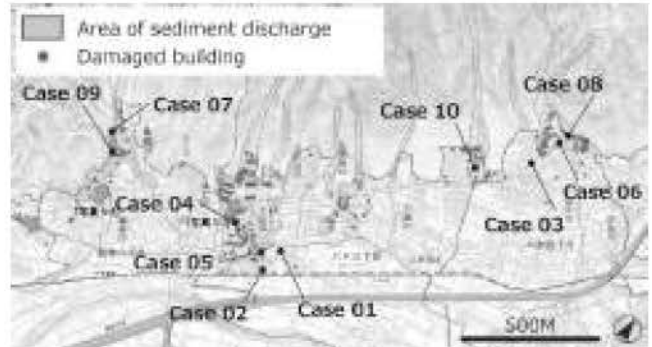 Area of sediment discharge
Damaged building
Case 09
Case 07
Case 10
Case 08
Case 04
Case 06
Case 03
Case 05
Case 02
Case 01
500M